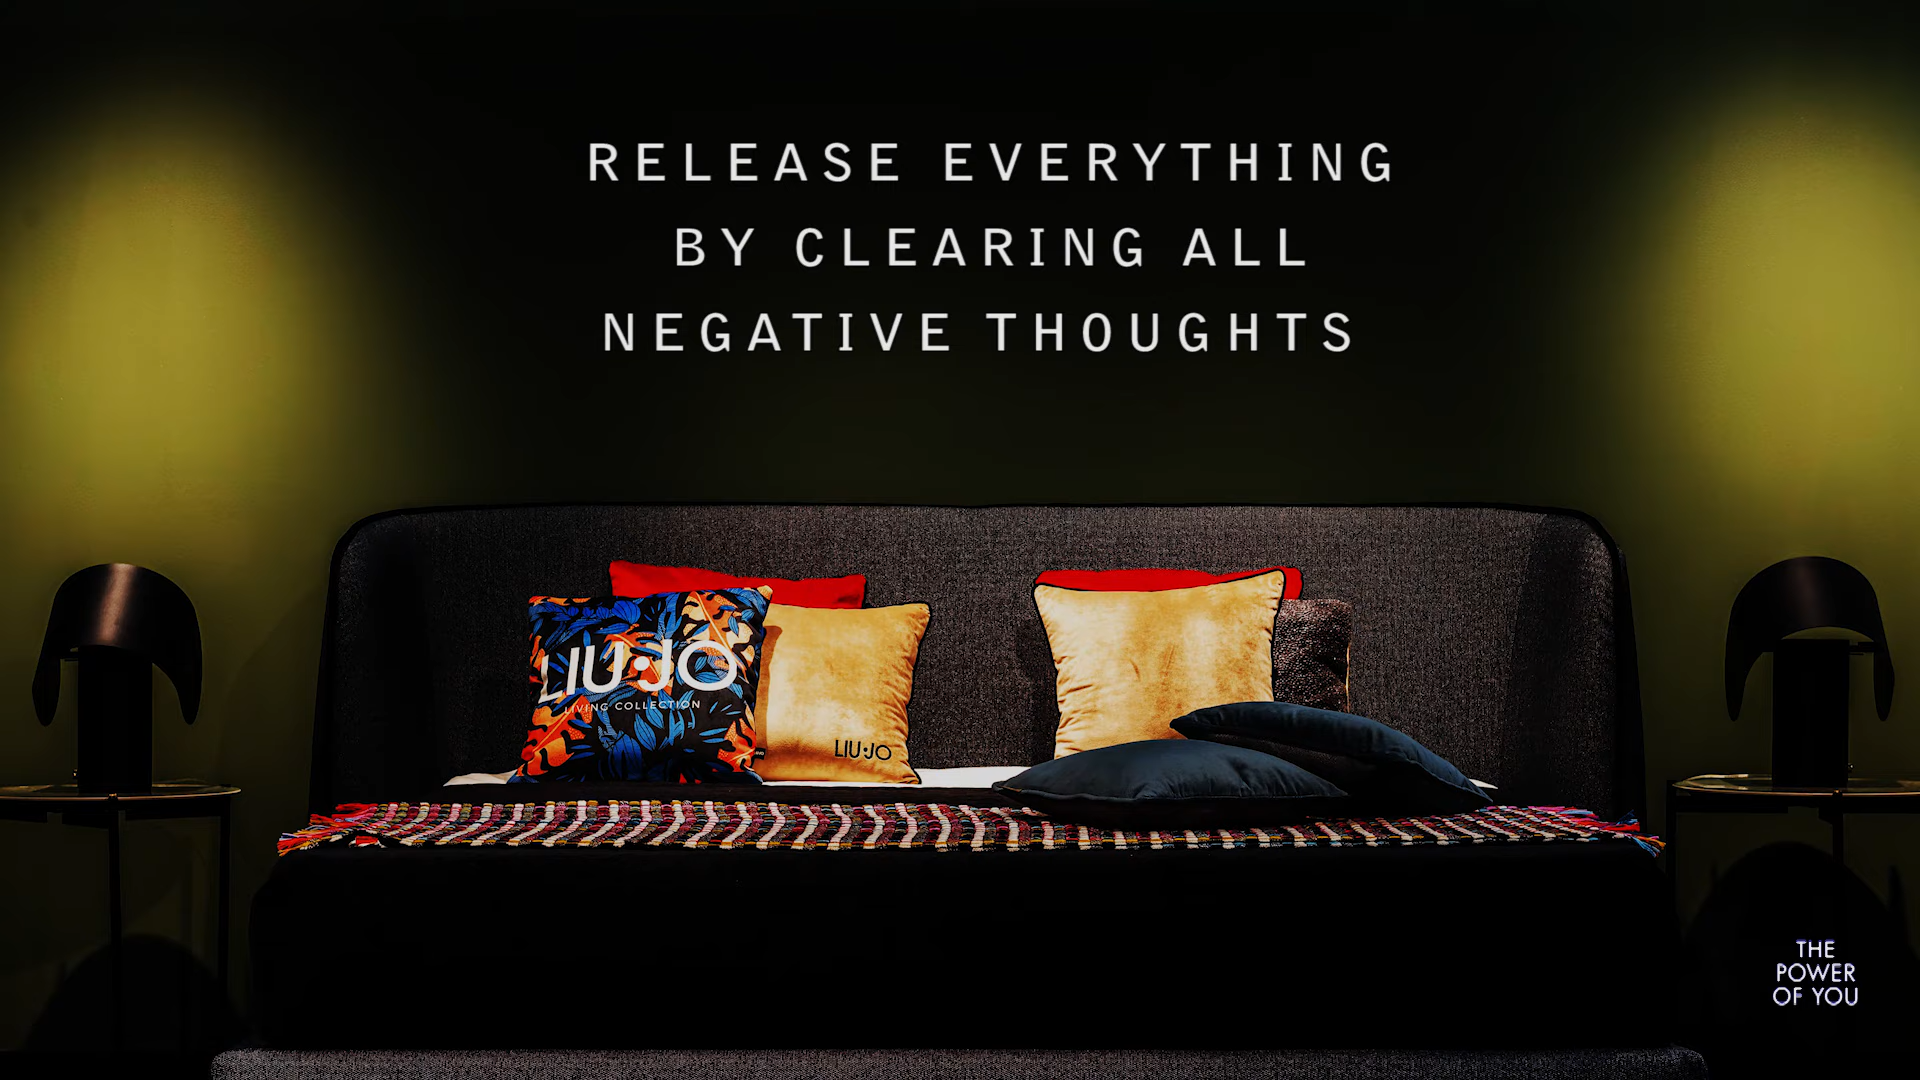 RELEASE EVERYTHING
BY CLEARING ALL
NEGATIVE THOUGHTS
LIU·JO
LIVING COLLECTION
LIU·JO
THE
POWER
OF YOU